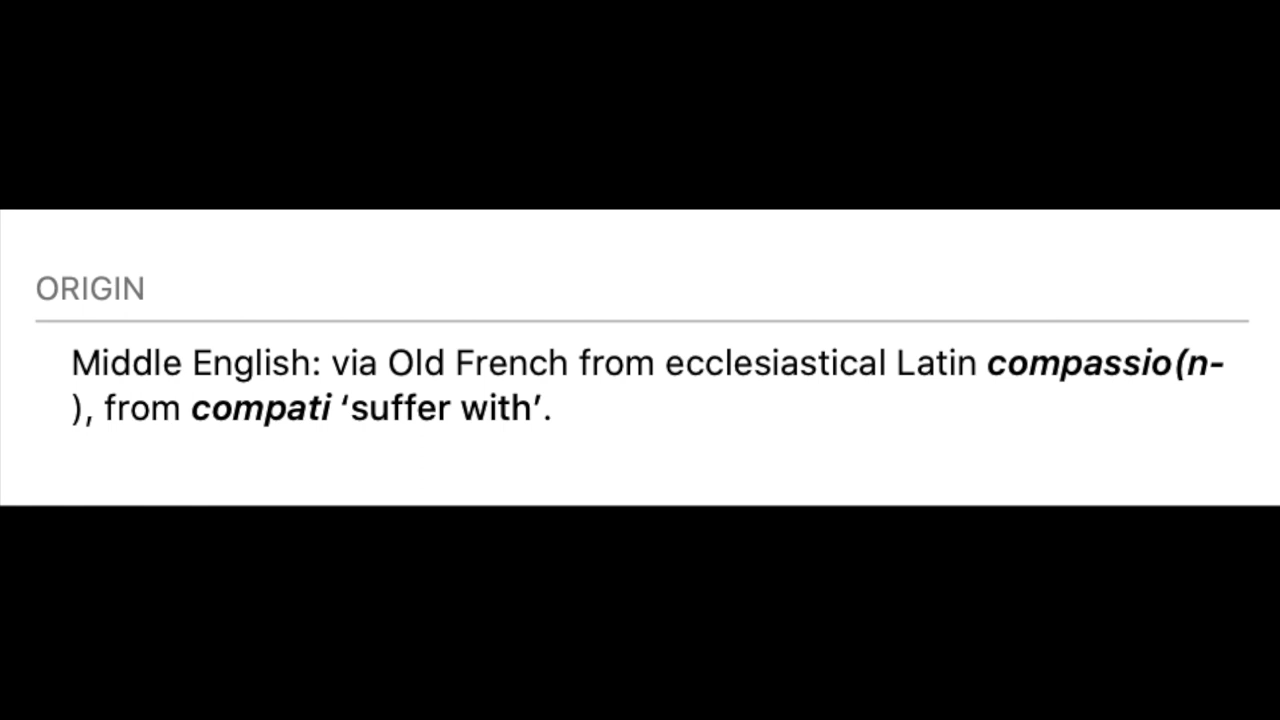 ORIGIN
Middle English: via Old French from ecclesiastical Latin compassio(n-
), from compati ‘suffer with’.